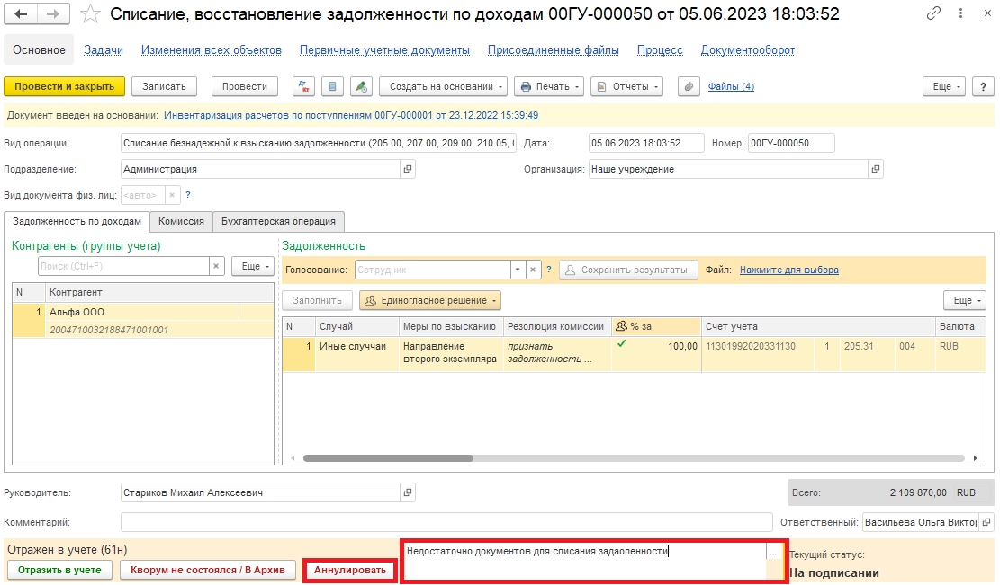 Списание, восстановление задолженности по доходам 00ГУ-000050 от 05.06.2023 18:03:52
Основное Задачи Изменения всех объектов Первичные учетные документы Присоединенные файлы Процесс Документооборот
Провести и закрыть Записать Провести Дт Кт Создать на основании Печать Отчеты Файлы (4) Еще ?
Документ введен на основании: Инвентаризация расчетов по поступлениям 00ГУ-000001 от 23.12.2022 15:39:49
Вид операции: Списание безнадежной к взысканию задолженности (205.00, 207.00, 209.00, 210.05, Дата: 05.06.2023 18:03:52 Номер: 00ГУ-000050
Подразделение: Администрация Организация: Наше учреждение
Вид документа физ. лиц: <авто> × ?
Задолженность по доходам Комиссия Бухгалтерская операция
Контрагенты (группы учета) Задолженность
Поиск (Ctrl+F) × Еще Голосование: Сотрудник × ? Сохранить результаты Файл: Нажмите для выбора
Заполнить Единогласное решение Еще
N Контрагент
1 Альфа ООО
2004710032188471001001
N Случай Меры по взысканию Резолюция комиссии % за Счет учета Валюта
1 Иные случчаи Направление признать 100,00 11301992020331130 1 205.31 004 RUB
второго экземпляра задолженность ...
Руководитель: Стариков Михаил Алексеевич Всего: 2 109 870,00 RUB
Комментарий: Ответственный: Васильева Ольга Виктор
Отражен в учете (61н) Недостаточно документов для списания задаоленности ... Текущий статус:
Отразить в учете Кворум не состоялся / В Архив Аннулировать На подписании